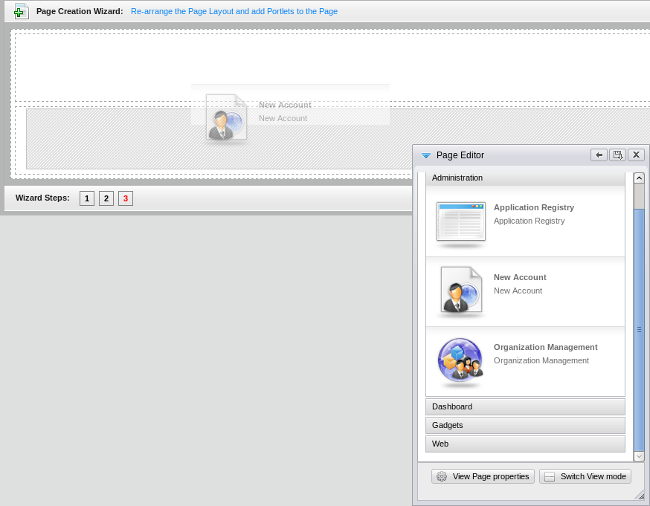 Page Creation Wizard: Re-arrange the Page Layout and add Portlets to the Page
New Account
New Account
Page Editor
Administration
Application Registry
Application Registry
New Account
New Account
Organization Management
Organization Management
Dashboard
Gadgets
Web
View Page properties Switch View mode
Wizard Steps: 1 2 3